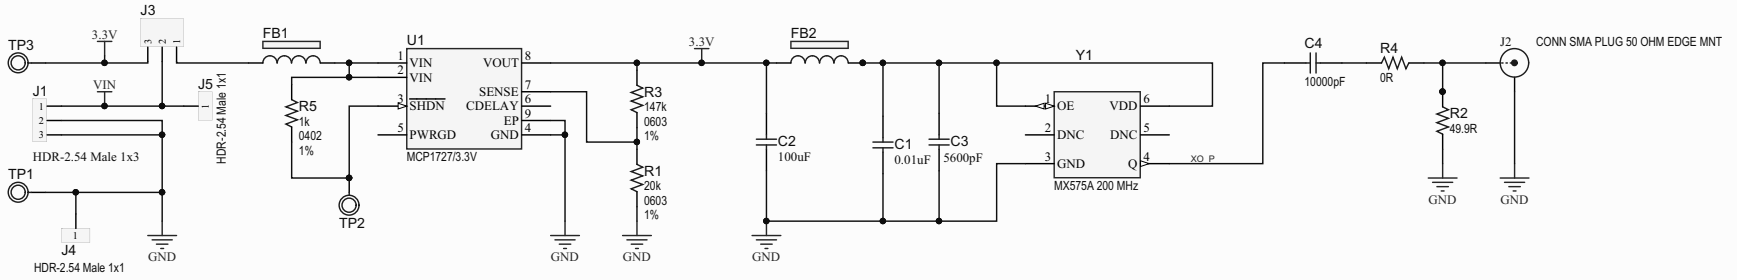 J3
3.3V
TP3
3
2
1
FB1
J1
VIN
1
2
3
J5
1
HDR-2.54 Male 1x1
HDR-2.54 Male 1x3
TP1
1
J4
HDR-2.54 Male 1x1
GND
R5
1k
0402
1%
TP2
U1
1
VIN
2
VIN
3
SHDN
5
PWRGD
VOUT
8
SENSE
7
CDELAY
6
EP
9
GND
4
MCP1727/3.3V
GND
R3
147k
0603
1%
R1
20k
0603
1%
GND
3.3V
C2
100uF
GND
FB2
C1
0.01uF
C3
5600pF
Y1
1
OE
VDD
6
2
DNC
DNC
5
3
GND
Q
4
MX575A 200 MHz
XO_P
C4
10000pF
R4
0R
R2
49.9R
GND
J2
CONN SMA PLUG 50 OHM EDGE MNT
GND